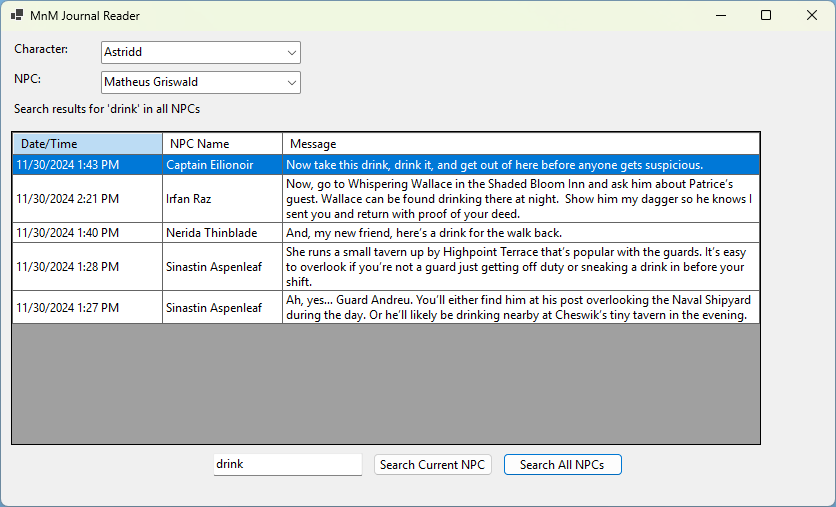 MnM Journal Reader
Character:
Astridd
NPC:
Matheus Griswald
Search results for 'drink' in all NPCs
Date/Time NPC Name Message
11/30/2024 1:43 PM Captain Eilionoir Now take this drink, drink it, and get out of here before anyone gets suspicious.
11/30/2024 2:21 PM Irfan Raz Now, go to Whispering Wallace in the Shaded Bloom Inn and ask him about Patrice’s
guest. Wallace can be found drinking there at night.  Show him my dagger so he knows I
sent you and return with proof of your deed.
11/30/2024 1:40 PM Nerida Thinblade And, my new friend, here’s a drink for the walk back.
11/30/2024 1:28 PM Sinastin Aspenleaf She runs a small tavern up by Highpoint Terrace that’s popular with the guards. It’s easy
to overlook if you’re not a guard just getting off duty or sneaking a drink in before your
shift.
11/30/2024 1:27 PM Sinastin Aspenleaf Ah, yes… Guard Andreu. You’ll either find him at his post overlooking the Naval Shipyard
during the day. Or he’ll likely be drinking nearby at Cheswik’s tiny tavern in the evening.
drink
Search Current NPC
Search All NPCs